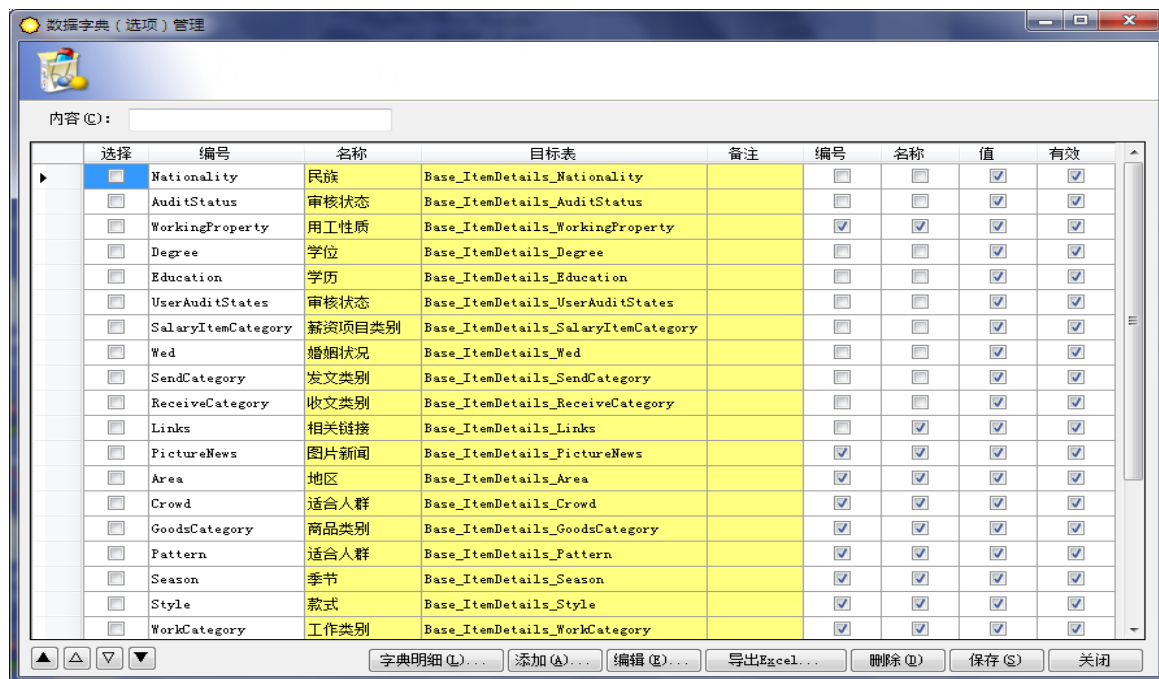 数据字典（选项）管理
内容(C):
选择 编号 名称 目标表 备注 编号 名称 值 有效
Nationality 民族 Base_ItemDetails_Nationality
AuditStatus 审核状态 Base_ItemDetails_AuditStatus
WorkingProperty 用工性质 Base_ItemDetails_WorkingProperty
Degree 学位 Base_ItemDetails_Degree
Education 学历 Base_ItemDetails_Education
UserAuditStates 审核状态 Base_ItemDetails_UserAuditStates
SalaryItemCategory 薪资项目类别 Base_ItemDetails_SalaryItemCategory
Wed 婚姻状况 Base_ItemDetails_Wed
SendCategory 发文类别 Base_ItemDetails_SendCategory
ReceiveCategory 收文类别 Base_ItemDetails_ReceiveCategory
Links 相关链接 Base_ItemDetails_Links
PictureNews 图片新闻 Base_ItemDetails_PictureNews
Area 地区 Base_ItemDetails_Area
Crowd 适合人群 Base_ItemDetails_Crowd
GoodsCategory 商品类别 Base_ItemDetails_GoodsCategory
Pattern 适合人群 Base_ItemDetails_Pattern
Season 季节 Base_ItemDetails_Season
Style 款式 Base_ItemDetails_Style
WorkCategory 工作类别 Base_ItemDetails_WorkCategory
字典明细(L)... 添加(A)... 编辑(E)... 导出Excel... 删除(D) 保存(S) 关闭